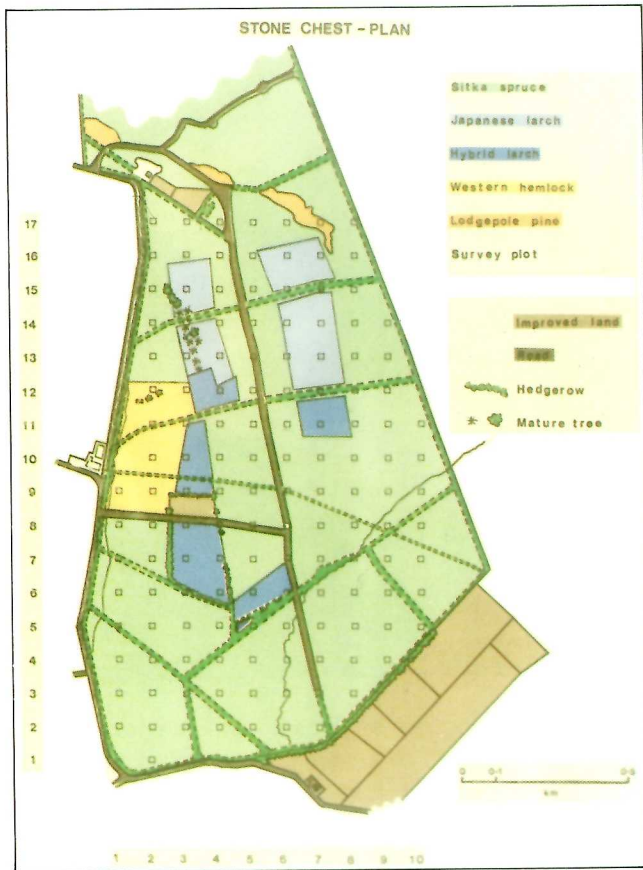 STONE CHEST – PLAN
Sitka spruce
Japanese larch
Hybrid larch
Western hemlock
Lodgepole pine
Survey plot
Improved land
Road
Hedgerow
Mature tree
17
16
15
14
13
12
11
10
9
8
7
6
5
4
3
2
1
0 0·1 0·5
km
1 2 3 4 5 6 7 8 9 10